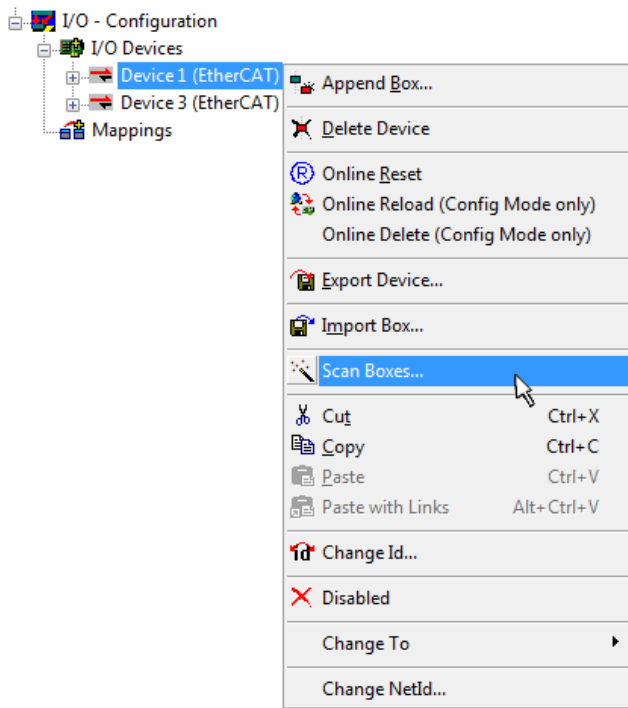 I/O - Configuration
I/O Devices
Device 1 (EtherCAT)
Device 3 (EtherCAT)
Mappings
Append Box...
Delete Device
Online Reset
Online Reload (Config Mode only)
Online Delete (Config Mode only)
Export Device...
Import Box...
Scan Boxes...
Cut Ctrl+X
Copy Ctrl+C
Paste Ctrl+V
Paste with Links Alt+Ctrl+V
Change Id...
Disabled
Change To
Change NetId...